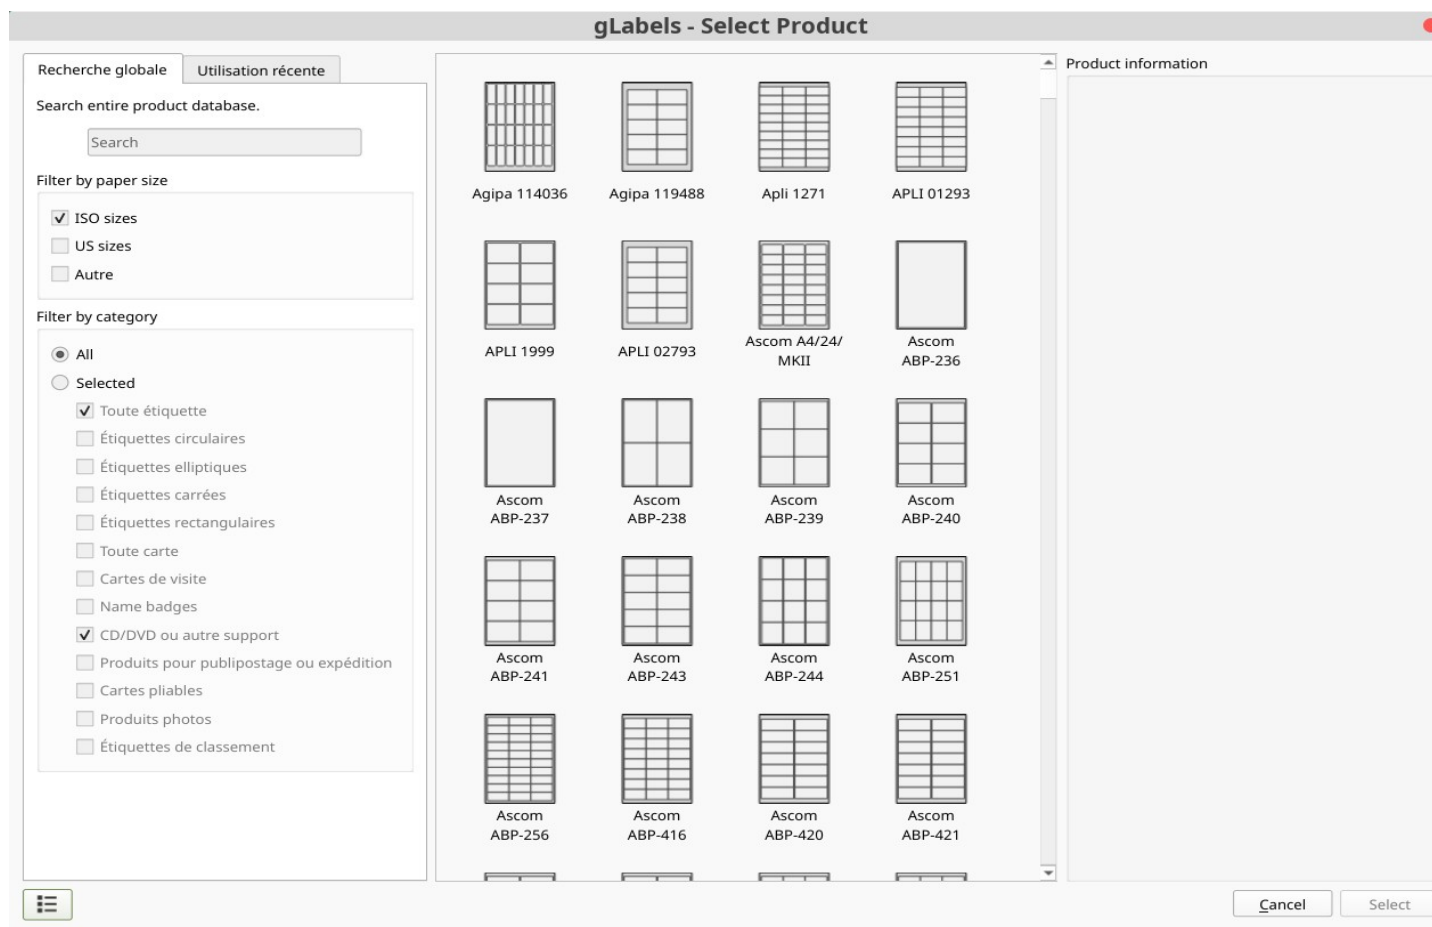 gLabels - Select Product
Recherche globale
Utilisation récente
Search entire product database.
Search
Filter by paper size
ISO sizes
US sizes
Autre
Filter by category
All
Selected
Toute étiquette
Étiquettes circulaires
Étiquettes elliptiques
Étiquettes carrées
Étiquettes rectangulaires
Toute carte
Cartes de visite
Name badges
CD/DVD ou autre support
Produits pour publipostage ou expédition
Cartes pliables
Produits photos
Étiquettes de classement
Agipa 114036
Agipa 119488
Apli 1271
APLI 01293
APLI 1999
APLI 02793
Ascom A4/24/
MKII
Ascom
ABP-236
Ascom
ABP-237
Ascom
ABP-238
Ascom
ABP-239
Ascom
ABP-240
Ascom
ABP-241
Ascom
ABP-243
Ascom
ABP-244
Ascom
ABP-251
Ascom
ABP-256
Ascom
ABP-416
Ascom
ABP-420
Ascom
ABP-421
Product information
Cancel
Select